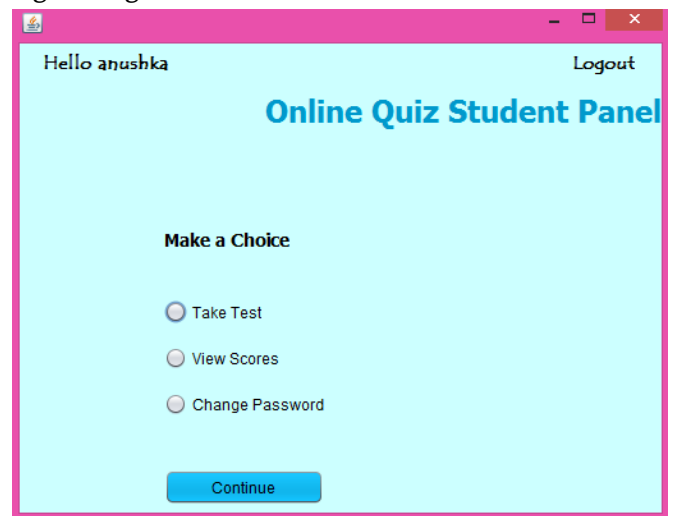 Hello anushka Logout
Online Quiz Student Panel
Make a Choice
Take Test
View Scores
Change Password
Continue